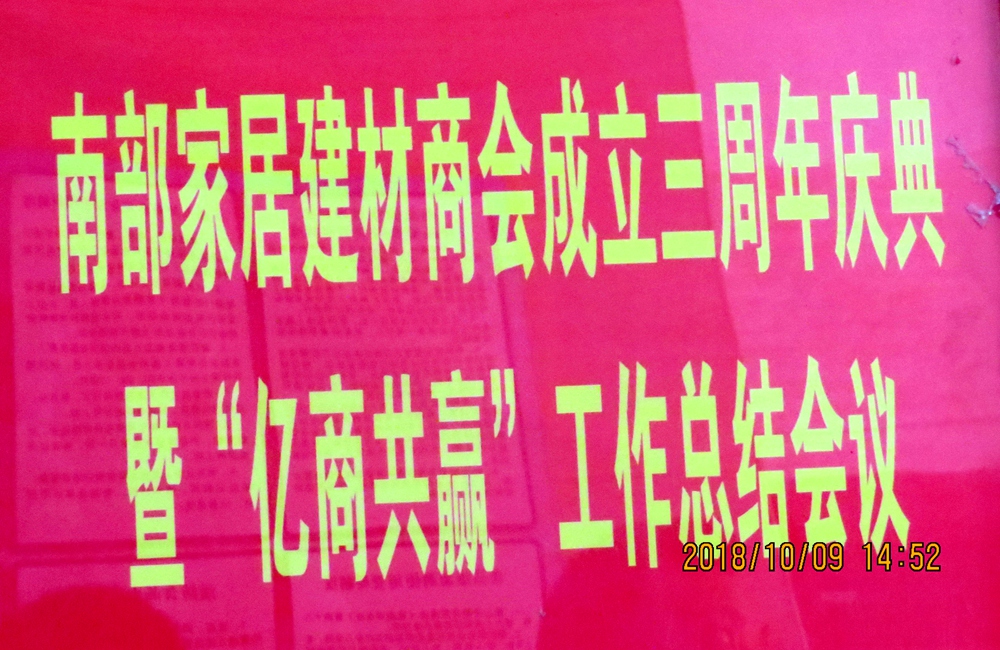 南部家居建材商会成立三周年庆典
暨“亿商共赢”工作总结会议
2018/10/09 14:52